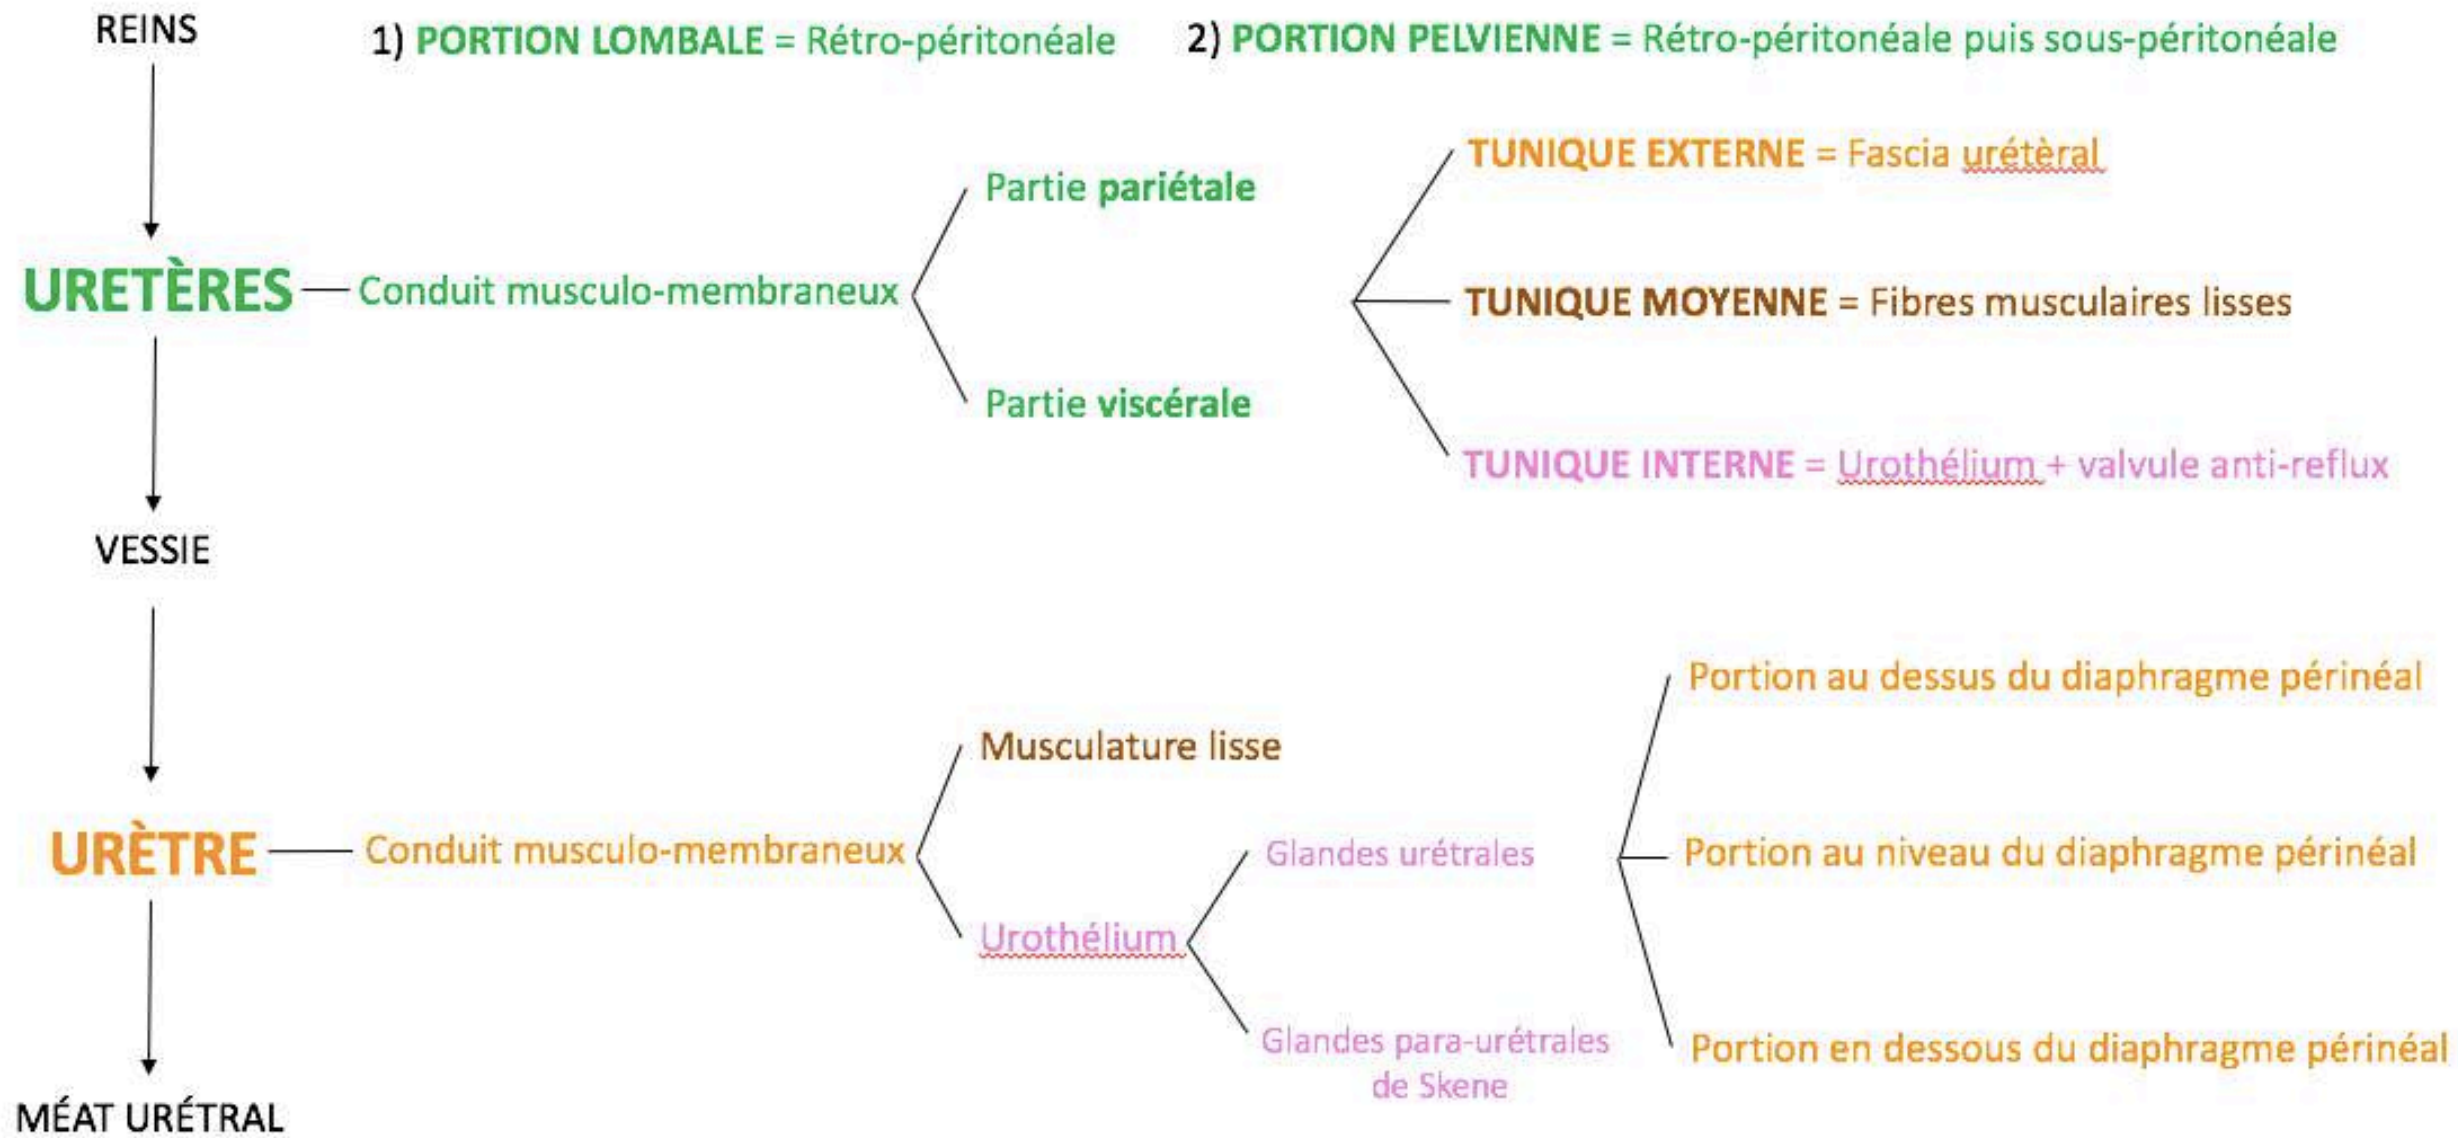 REINS
1) PORTION LOMBALE = Rétro-péritonéale
2) PORTION PELVIENNE = Rétro-péritonéale puis sous-péritonéale
TUNIQUE EXTERNE = Fascia urétèral
Partie pariétale
URETÈRES
Conduit musculo-membraneux
TUNIQUE MOYENNE = Fibres musculaires lisses
Partie viscérale
TUNIQUE INTERNE = Urothélium + valvule anti-reflux
VESSIE
Portion au dessus du diaphragme périnéal
Musculature lisse
URÈTRE
Conduit musculo-membraneux
Glandes urétrales
Portion au niveau du diaphragme périnéal
Urothélium
Glandes para-urétrales
de Skene
Portion en dessous du diaphragme périnéal
MÉAT URÉTRAL